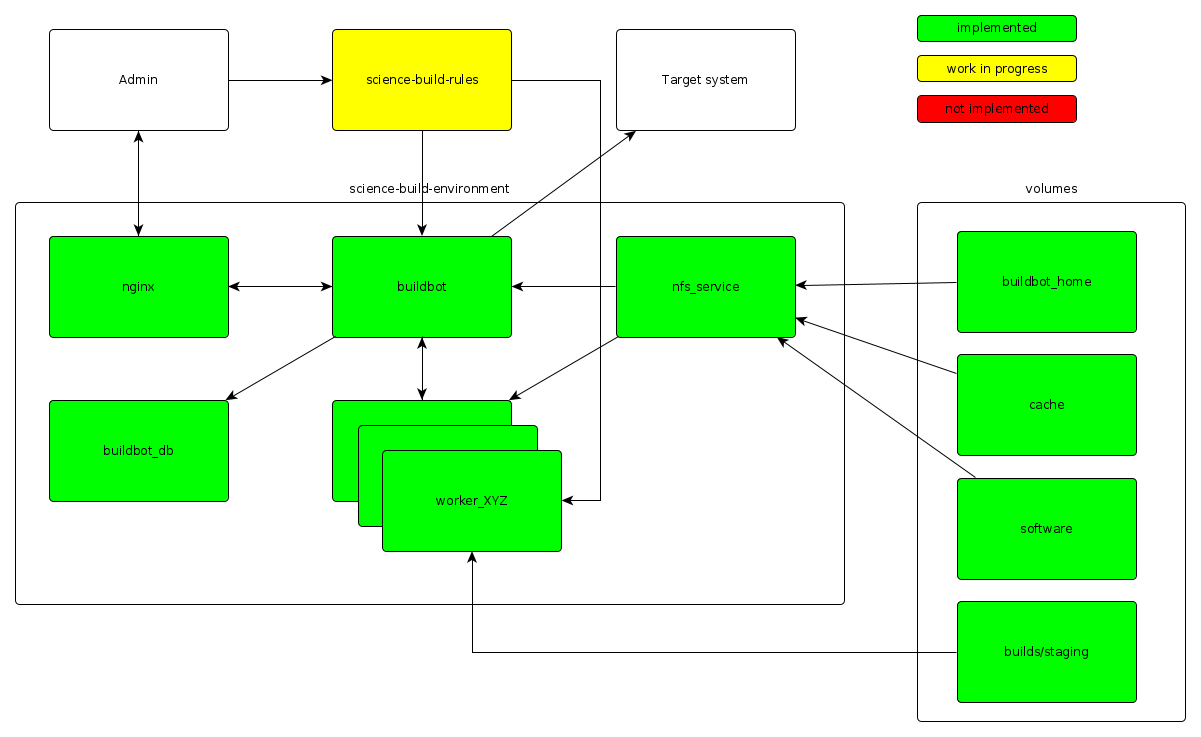 implemented
Admin
science-build-rules
Target system
work in progress
not implemented
science-build-environment
volumes
nginx
buildbot
nfs_service
buildbot_home
cache
buildbot_db
worker_XYZ
software
builds/staging